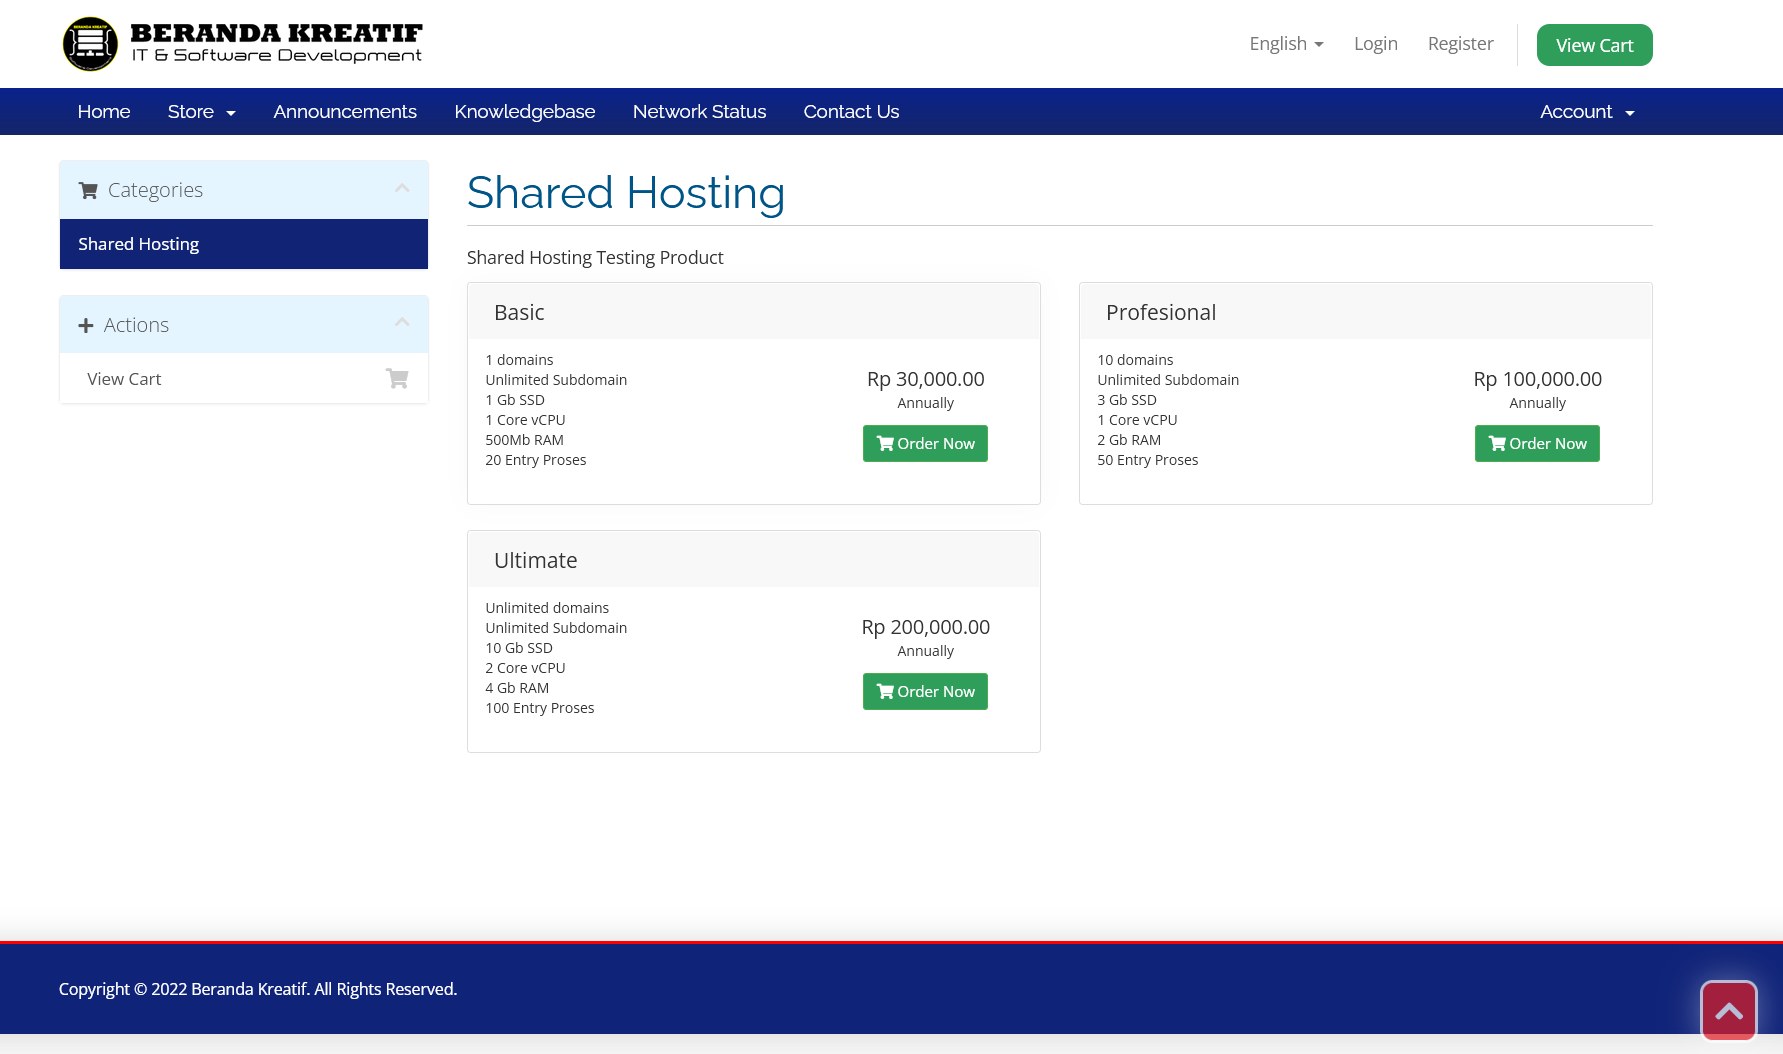 BERANDA KREATIF
IT & Software Development
English
Login
Register
View Cart
Home
Store
Announcements
Knowledgebase
Network Status
Contact Us
Account
Categories
Shared Hosting
Actions
View Cart
Shared Hosting
Shared Hosting Testing Product
Basic
1 domains
Unlimited Subdomain
1 Gb SSD
1 Core vCPU
500Mb RAM
20 Entry Proses
Rp 30,000.00
Annually
Order Now
Profesional
10 domains
Unlimited Subdomain
3 Gb SSD
1 Core vCPU
2 Gb RAM
50 Entry Proses
Rp 100,000.00
Annually
Order Now
Ultimate
Unlimited domains
Unlimited Subdomain
10 Gb SSD
2 Core vCPU
4 Gb RAM
100 Entry Proses
Rp 200,000.00
Annually
Order Now
Copyright © 2022 Beranda Kreatif. All Rights Reserved.